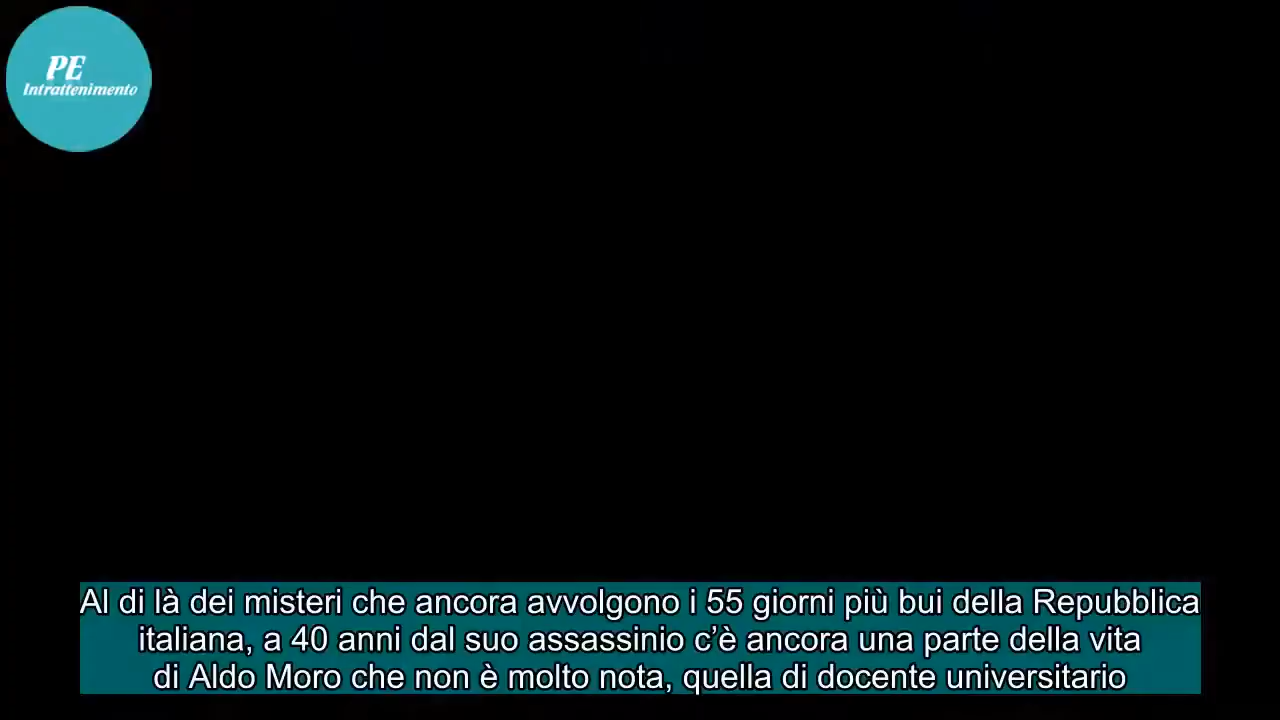 PE
Intrattenimento
Al di là dei misteri che ancora avvolgono i 55 giorni più bui della Repubblica
italiana, a 40 anni dal suo assassinio c’è ancora una parte della vita
di Aldo Moro che non è molto nota, quella di docente universitario